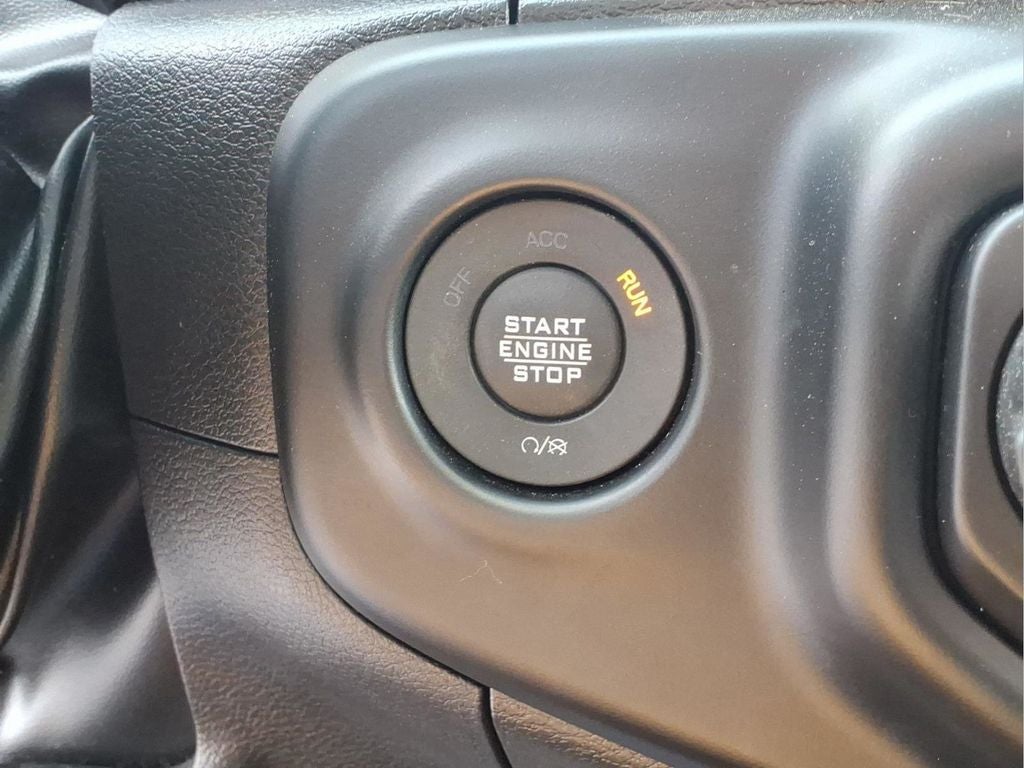 ACC
OFF
RUN
START
ENGINE
STOP